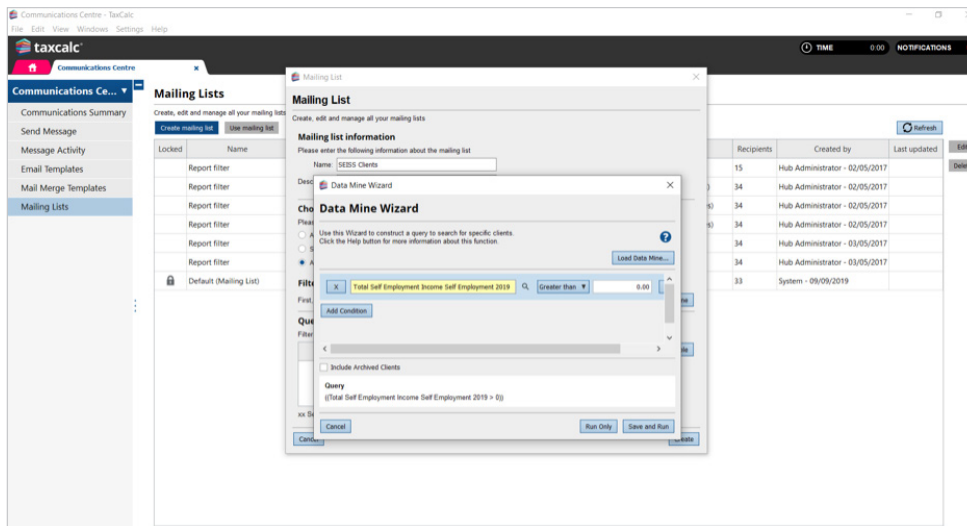 Communications Centre - TaxCalc
File Edit View Windows Settings Help
taxcalc
TIME 0:00 NOTIFICATIONS
Communications Centre x
Communications Ce... ▼
Communications Summary
Send Message
Message Activity
Email Templates
Mail Merge Templates
Mailing Lists
Mailing Lists
Create, edit and manage all your mailing lists
Create mailing list Use mailing list
Refresh
Locked Name Recipients Created by Last updated
Report filter 15 Hub Administrator - 02/05/2017
Report filter 34 Hub Administrator - 02/05/2017
Report filter 34 Hub Administrator - 02/05/2017
Report filter 34 Hub Administrator - 02/05/2017
Report filter 34 Hub Administrator - 03/05/2017
Report filter 34 Hub Administrator - 03/05/2017
Default (Mailing List) 33 System - 09/09/2019
Mailing List
Mailing List
Create, edit and manage all your mailing lists
Mailing list information
Please enter the following information about the mailing list
Name: SEISS Clients
Data Mine Wizard
Data Mine Wizard
Use this Wizard to construct a query to search for specific clients.
Click the Help button for more information about this function.
Load Data Mine...
X Total Self Employment Income Self Employment 2019 Greater than ▼ 0.00
Add Condition
Include Archived Clients
Query
((Total Self Employment Income Self Employment 2019 > 0))
Cancel Run Only Save and Run